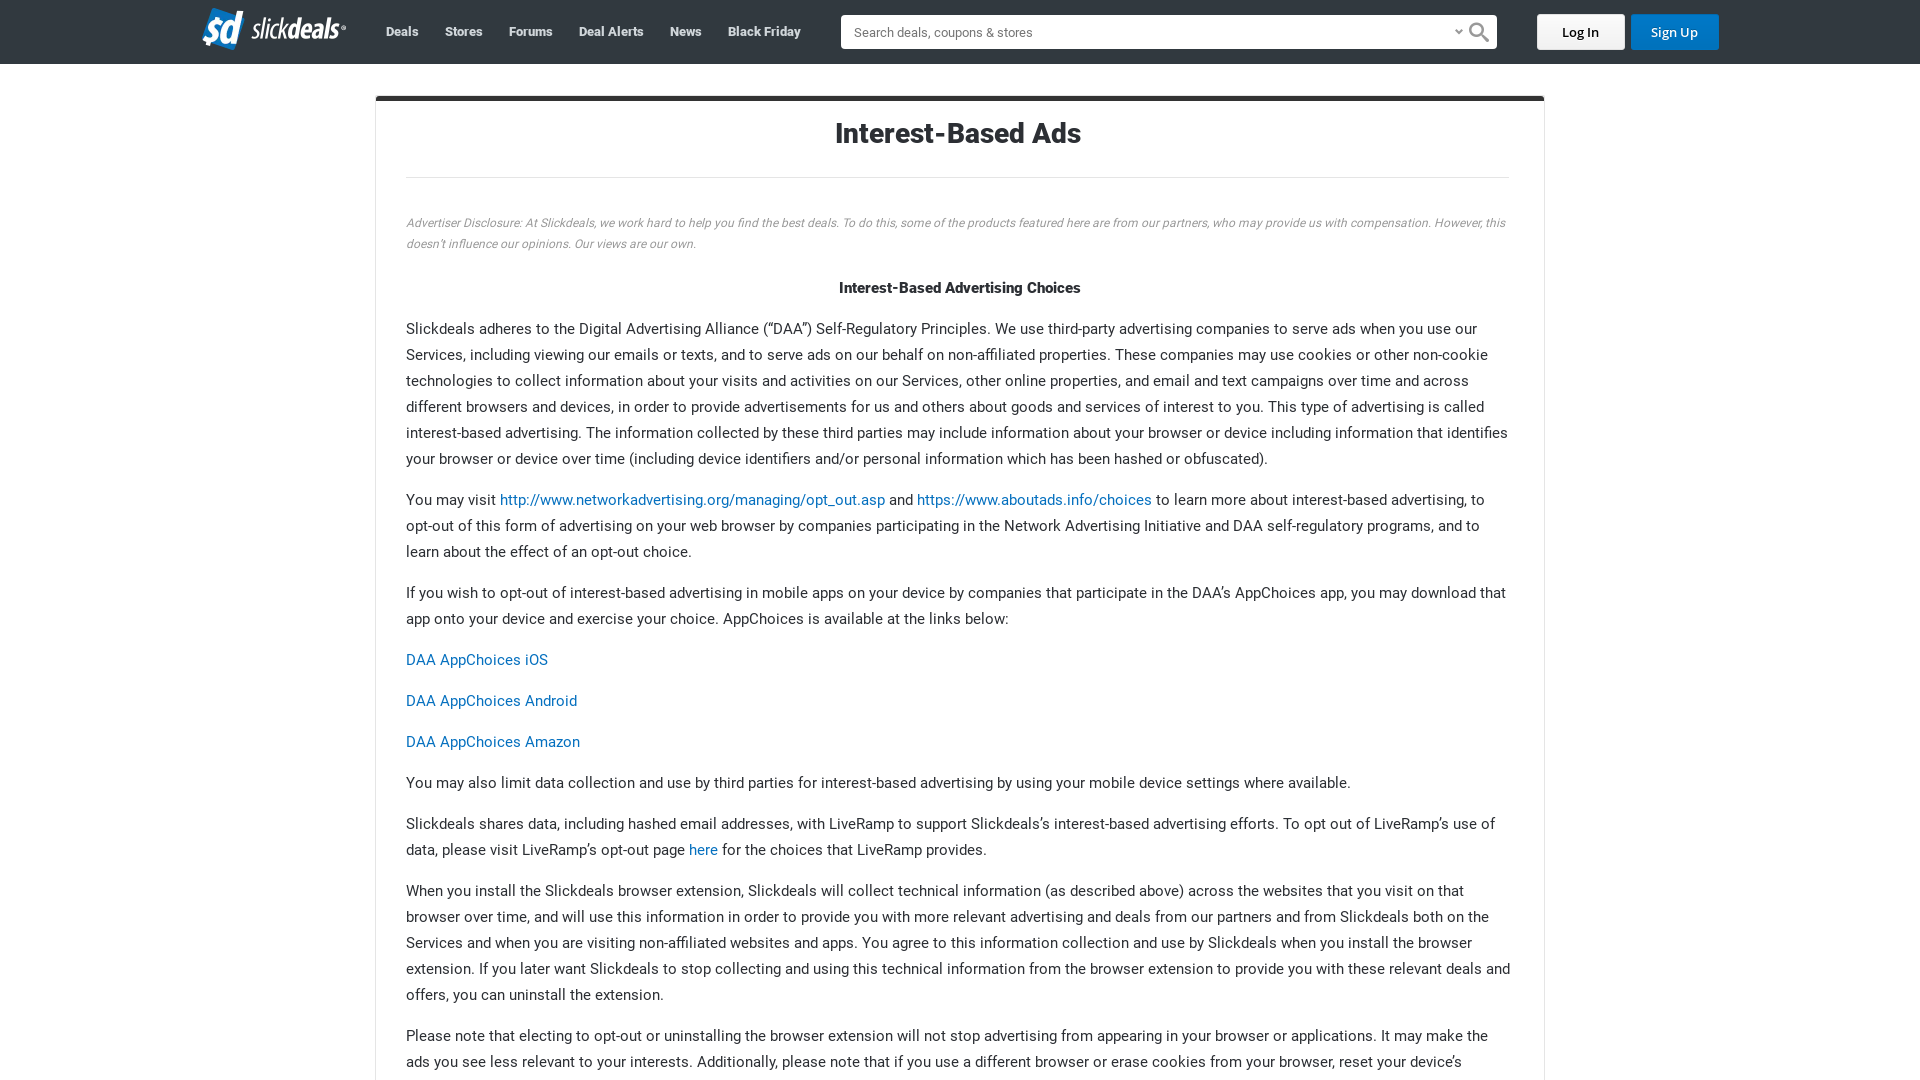 sd slickdeals®
Deals Stores Forums Deal Alerts News Black Friday
Search deals, coupons & stores
Log In Sign Up
Interest-Based Ads
Advertiser Disclosure: At Slickdeals, we work hard to help you find the best deals. To do this, some of the products featured here are from our partners, who may provide us with compensation. However, this
doesn’t influence our opinions. Our views are our own.
Interest-Based Advertising Choices
Slickdeals adheres to the Digital Advertising Alliance (“DAA”) Self-Regulatory Principles. We use third-party advertising companies to serve ads when you use our
Services, including viewing our emails or texts, and to serve ads on our behalf on non-affiliated properties. These companies may use cookies or other non-cookie
technologies to collect information about your visits and activities on our Services, other online properties, and email and text campaigns over time and across
different browsers and devices, in order to provide advertisements for us and others about goods and services of interest to you. This type of advertising is called
interest-based advertising. The information collected by these third parties may include information about your browser or device including information that identifies
your browser or device over time (including device identifiers and/or personal information which has been hashed or obfuscated).
You may visit http://www.networkadvertising.org/managing/opt_out.asp and https://www.aboutads.info/choices to learn more about interest-based advertising, to
opt-out of this form of advertising on your web browser by companies participating in the Network Advertising Initiative and DAA self-regulatory programs, and to
learn about the effect of an opt-out choice.
If you wish to opt-out of interest-based advertising in mobile apps on your device by companies that participate in the DAA’s AppChoices app, you may download that
app onto your device and exercise your choice. AppChoices is available at the links below:
DAA AppChoices iOS
DAA AppChoices Android
DAA AppChoices Amazon
You may also limit data collection and use by third parties for interest-based advertising by using your mobile device settings where available.
Slickdeals shares data, including hashed email addresses, with LiveRamp to support Slickdeals’s interest-based advertising efforts. To opt out of LiveRamp’s use of
data, please visit LiveRamp’s opt-out page here for the choices that LiveRamp provides.
When you install the Slickdeals browser extension, Slickdeals will collect technical information (as described above) across the websites that you visit on that
browser over time, and will use this information in order to provide you with more relevant advertising and deals from our partners and from Slickdeals both on the
Services and when you are visiting non-affiliated websites and apps. You agree to this information collection and use by Slickdeals when you install the browser
extension. If you later want Slickdeals to stop collecting and using this technical information from the browser extension to provide you with these relevant deals and
offers, you can uninstall the extension.
Please note that electing to opt-out or uninstalling the browser extension will not stop advertising from appearing in your browser or applications. It may make the
ads you see less relevant to your interests. Additionally, please note that if you use a different browser or erase cookies from your browser, reset your device’s